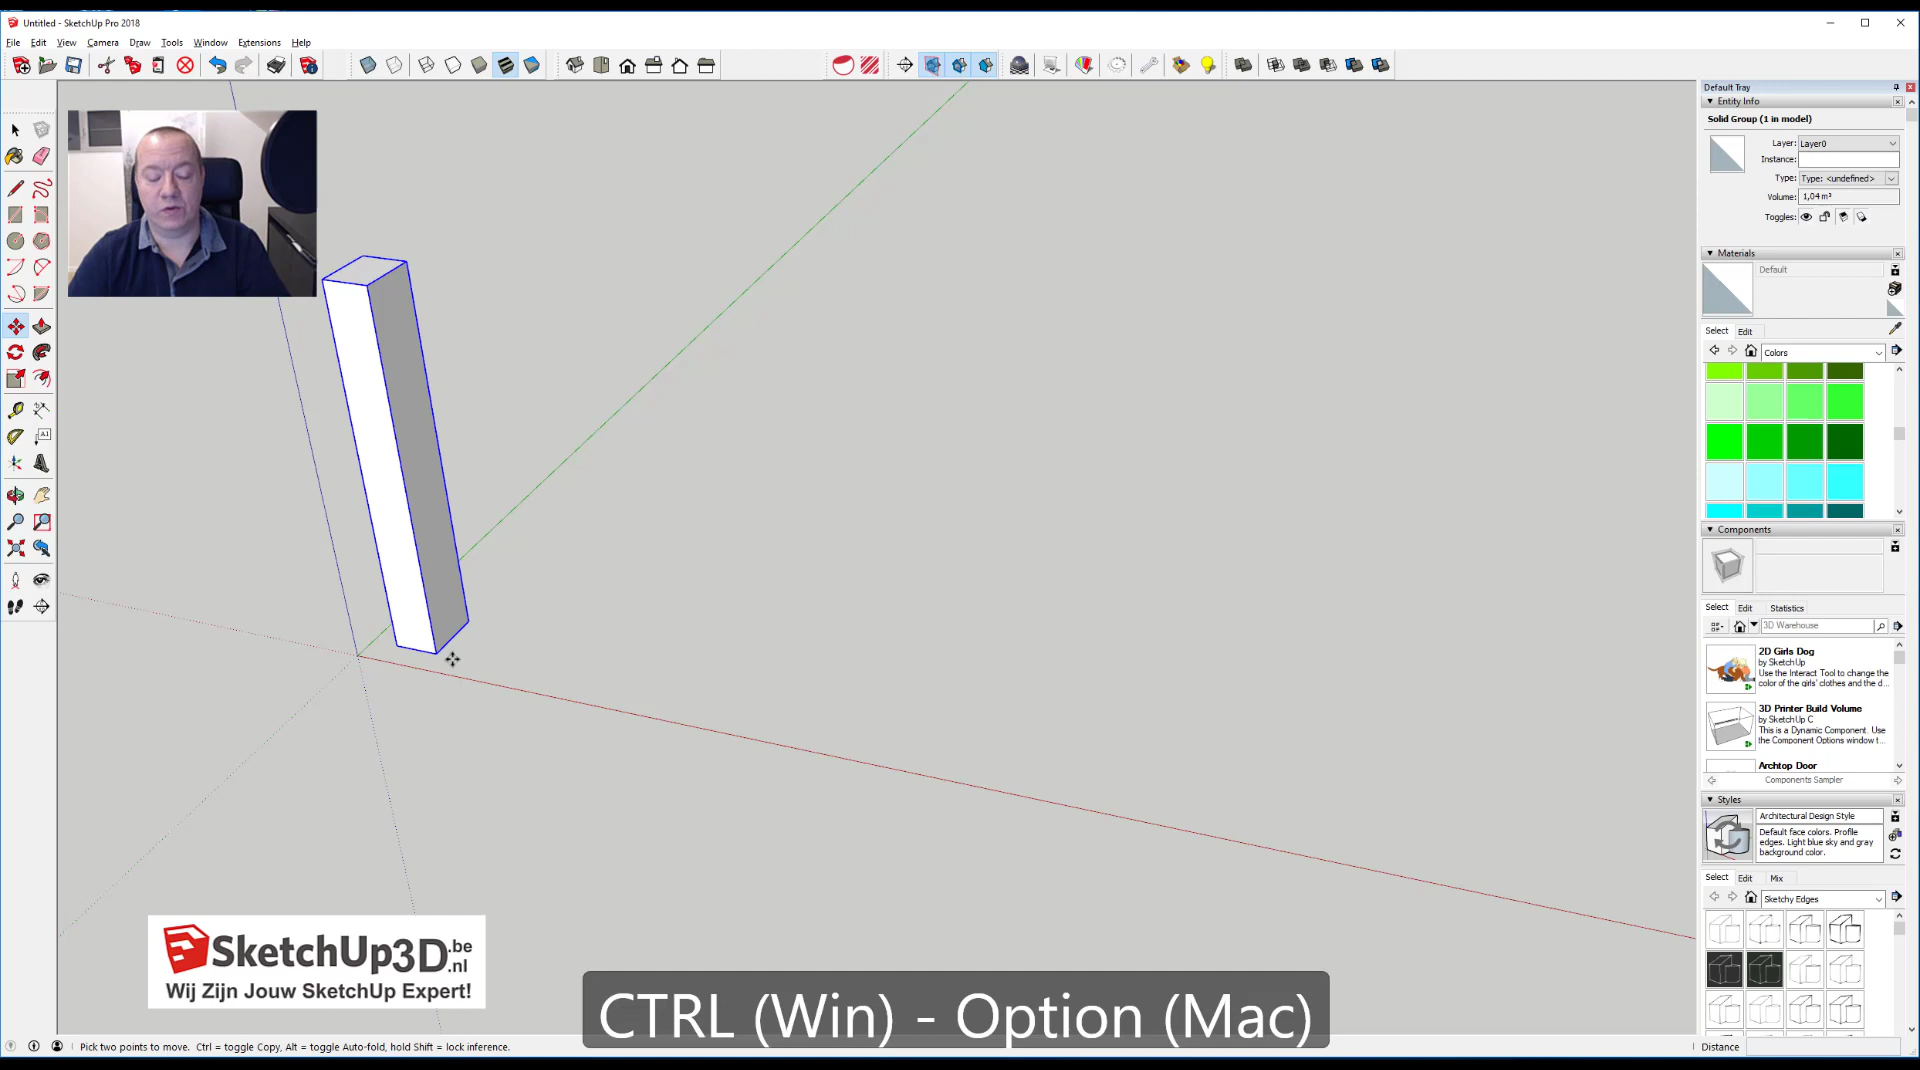 Untitled - SketchUp Pro 2018
File Edit View Camera Draw Tools Window Extensions Help
Default Tray
Entity Info
Solid Group (1 in model)
Layer: Layer0
Instance:
Type: Type: <undefined>
Volume: 1,04 m³
Toggles:
Materials
Default
Select Edit
Colors
Components
Select Edit Statistics
3D Warehouse
2D Girls Dog
by SketchUp
Use the Interact Tool to change the
color of the girls' clothes and the d...
3D Printer Build Volume
by SketchUp C
This is a Dynamic Component. Use
the Component Options window t...
Archtop Door
Components Sampler
Styles
Architectural Design Style
Default face colors. Profile
edges. Light blue sky and gray
background color.
Select Edit Mix
Sketchy Edges
SketchUp3D .be
.nl
Wij Zijn Jouw SketchUp Expert!
CTRL (Win) - Option (Mac)
Pick two points to move. Ctrl = toggle Copy, Alt = toggle Auto-fold, hold Shift = lock inference.
Distance